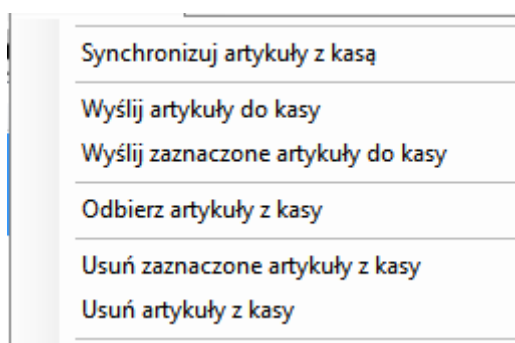 Synchronizuj artykuły z kasą
Wyślij artykuły do kasy
Wyślij zaznaczone artykuły do kasy
Odbierz artykuły z kasy
Usuń zaznaczone artykuły z kasy
Usuń artykuły z kasy